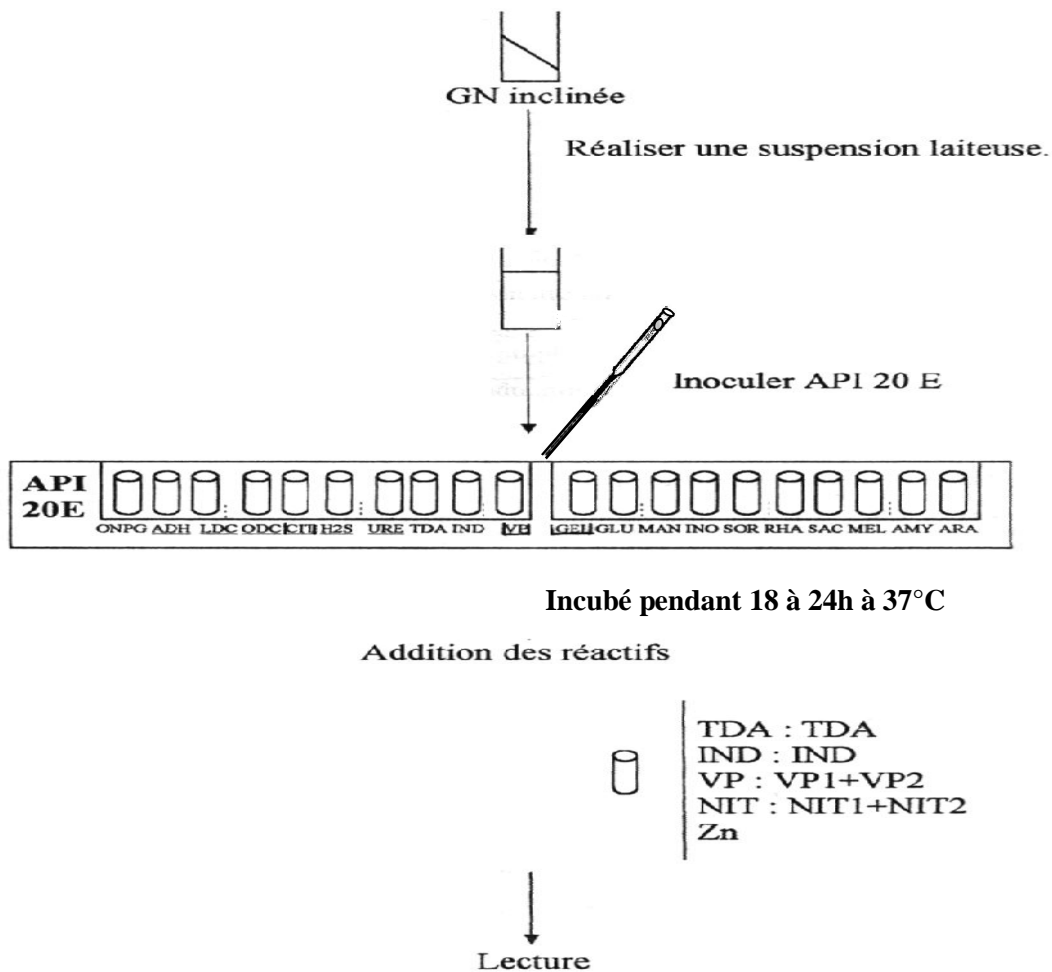 GN inclinée
Réaliser une suspension laiteuse.
Inoculer API 20 E
API
20E
ONPG ADH LDC ODC CIT H2S URE TDA IND VP GEL GLU MAN INO SOR RHA SAC MEL AMY ARA
Incubé pendant 18 à 24h à 37°C
Addition des réactifs
TDA : TDA
IND : IND
VP : VP1+VP2
NIT : NIT1+NIT2
Zn
Lecture